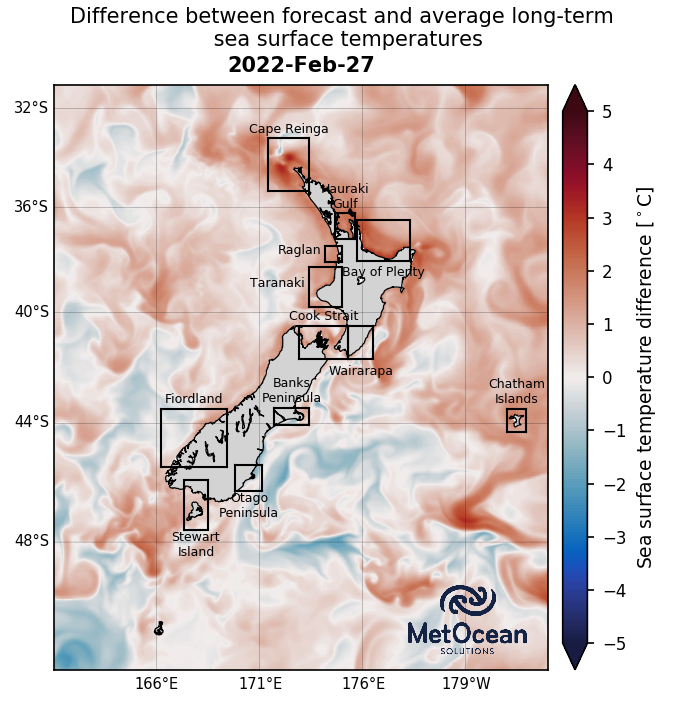 Difference between forecast and average long-term
sea surface temperatures
2022-Feb-27
32°S
36°S
40°S
44°S
48°S
166°E
171°E
176°E
179°W
Cape Reinga
Hauraki
Gulf
Raglan
Bay of Plenty
Taranaki
Cook Strait
Wairarapa
Banks
Peninsula
Fiordland
Chatham
Islands
Otago
Peninsula
Stewart
Island
MetOcean
SOLUTIONS
5
4
3
2
1
0
−1
−2
−3
−4
−5
Sea surface temperature difference [°C]